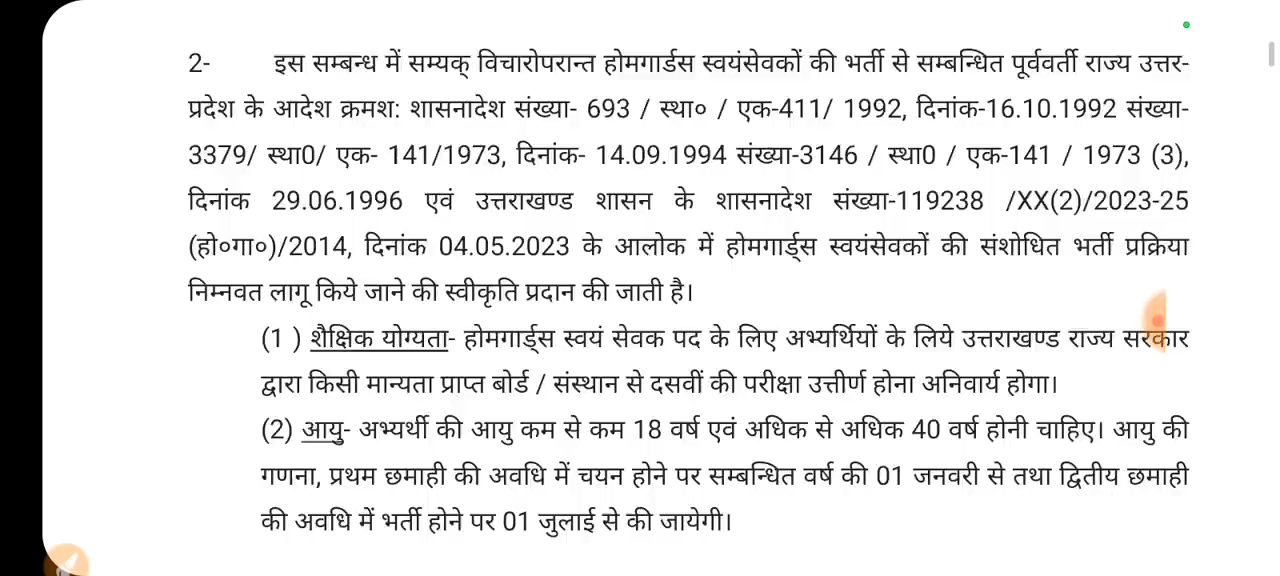 2- इस सम्बन्ध में सम्यक् विचारोपरान्त होमगार्डस स्वयंसेवकों की भर्ती से सम्बन्धित पूर्ववर्ती राज्य उत्तर-
प्रदेश के आदेश क्रमश: शासनादेश संख्या- 693 / स्था० / एक-411/ 1992, दिनांक-16.10.1992 संख्या-
3379/ स्था0/ एक- 141/1973, दिनांक- 14.09.1994 संख्या-3146 / स्था0 / एक-141 / 1973 (3),
दिनांक 29.06.1996 एवं उत्तराखण्ड शासन के शासनादेश संख्या-119238 /XX(2)/2023-25
(हो०गा०)/2014, दिनांक 04.05.2023 के आलोक में होमगार्ड्स स्वयंसेवकों की संशोधित भर्ती प्रक्रिया
निम्नवत लागू किये जाने की स्वीकृति प्रदान की जाती है।
(1 ) शैक्षिक योग्यता- होमगार्ड्स स्वयं सेवक पद के लिए अभ्यर्थियों के लिये उत्तराखण्ड राज्य सरकार
द्वारा किसी मान्यता प्राप्त बोर्ड / संस्थान से दसवीं की परीक्षा उत्तीर्ण होना अनिवार्य होगा।
(2) आयु- अभ्यर्थी की आयु कम से कम 18 वर्ष एवं अधिक से अधिक 40 वर्ष होनी चाहिए। आयु की
गणना, प्रथम छमाही की अवधि में चयन होने पर सम्बन्धित वर्ष की 01 जनवरी से तथा द्वितीय छमाही
की अवधि में भर्ती होने पर 01 जुलाई से की जायेगी।